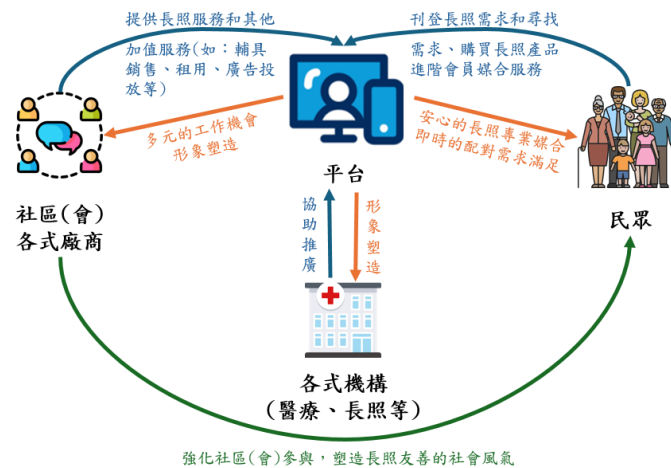 提供長照服務和其他
加值服務(如：輔具
銷售、租用、廣告投
放等)
刊登長照需求和尋找
需求、購買長照產品
進階會員媒合服務
多元的工作機會
形象塑造
安心的長照專業媒合
即時的配對需求滿足
平台
社區(會)
各式廠商
民眾
協助推廣
形象塑造
各式機構
(醫療、長照等)
強化社區(會)參與，塑造長照友善的社會風氣